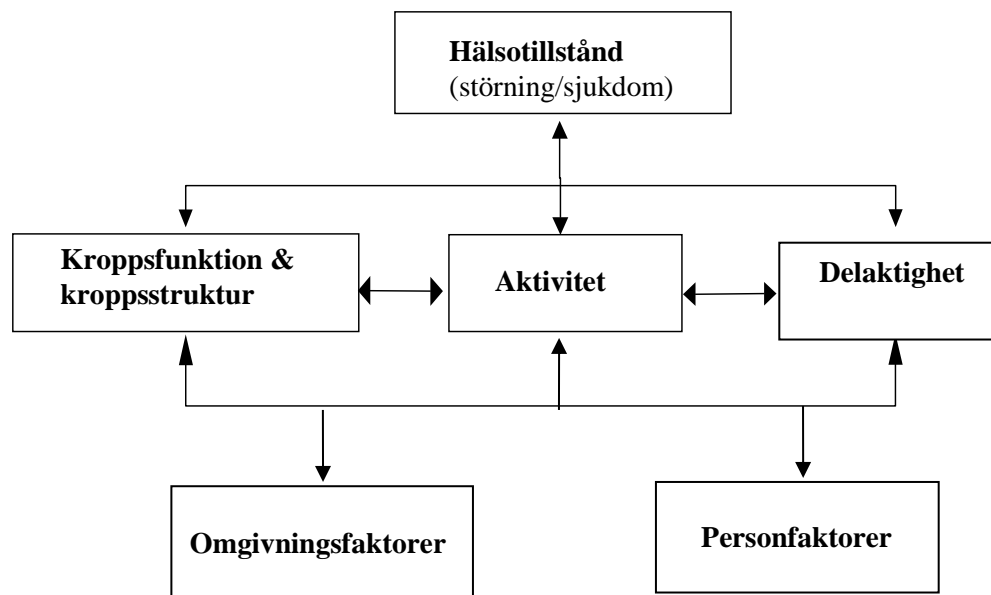 Hälsotillstånd
(störning/sjukdom)
Kroppsfunktion &
kroppsstruktur
Aktivitet
Delaktighet
Omgivningsfaktorer
Personfaktorer